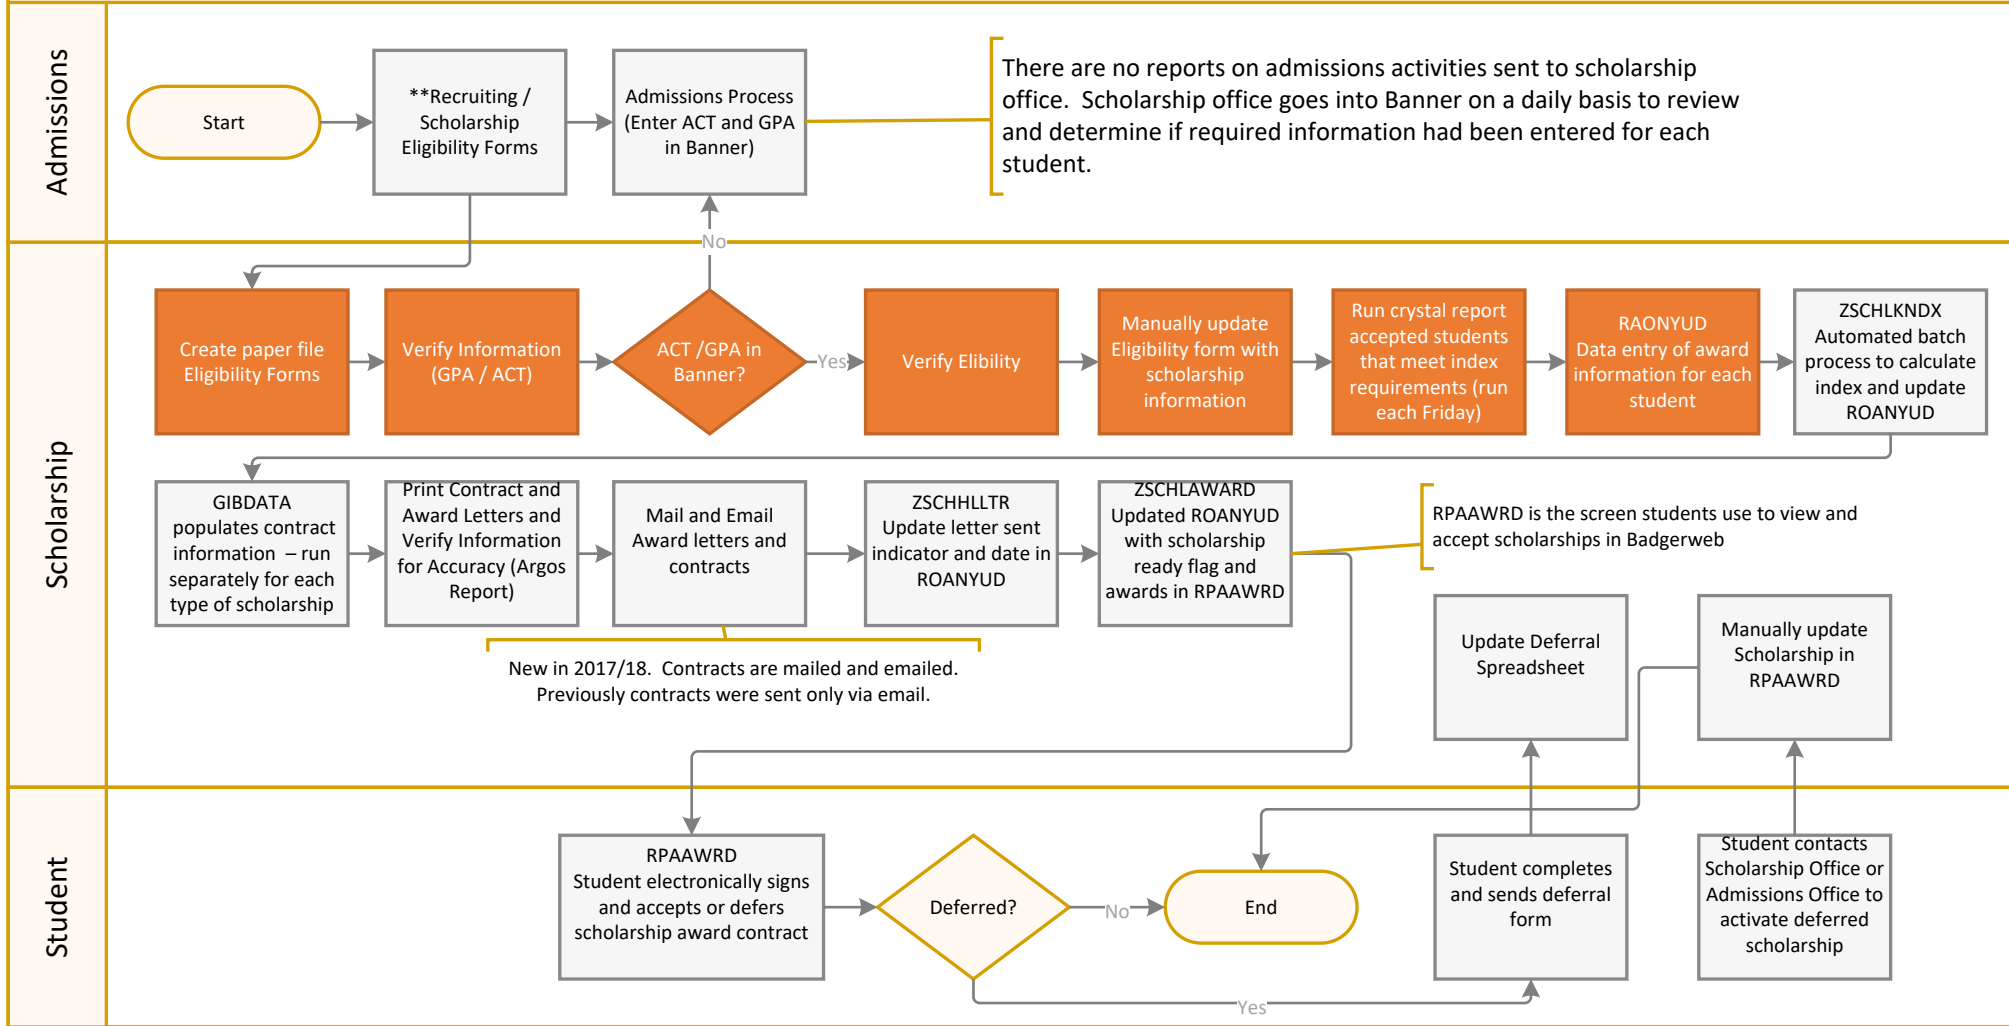 Admissions
Start
**Recruiting /
Scholarship
Eligibility Forms
Admissions Process
(Enter ACT and GPA
in Banner)
There are no reports on admissions activities sent to scholarship
office.  Scholarship office goes into Banner on a daily basis to review
and determine if required information had been entered for each
student.
No
Scholarship
Create paper file
Eligibility Forms
Verify Information
(GPA / ACT)
ACT /GPA in
Banner?
Yes
Verify Elibility
Manually update
Eligibility form with
scholarship
information
Run crystal report
accepted students
that meet index
requirements (run
each Friday)
RAONYUD
Data entry of award
information for each
student
ZSCHLKNDX
Automated batch
process to calculate
index and update
ROANYUD
GIBDATA
populates contract
information  – run
separately for each
type of scholarship
Print Contract and
Award Letters and
Verify Information
for Accuracy (Argos
Report)
Mail and Email
Award letters and
contracts
ZSCHHLLTR
Update letter sent
indicator and date in
ROANYUD
ZSCHLAWARD
Updated ROANYUD
with scholarship
ready flag and
awards in RPAAWRD
RPAAWRD is the screen students use to view and
accept scholarships in Badgerweb
New in 2017/18.  Contracts are mailed and emailed.
Previously contracts were sent only via email.
Update Deferral
Spreadsheet
Manually update
Scholarship in
RPAAWRD
Student
RPAAWRD
Student electronically signs
and accepts or defers
scholarship award contract
Deferred?
No
End
Student completes
and sends deferral
form
Student contacts
Scholarship Office or
Admissions Office to
activate deferred
scholarship
Yes